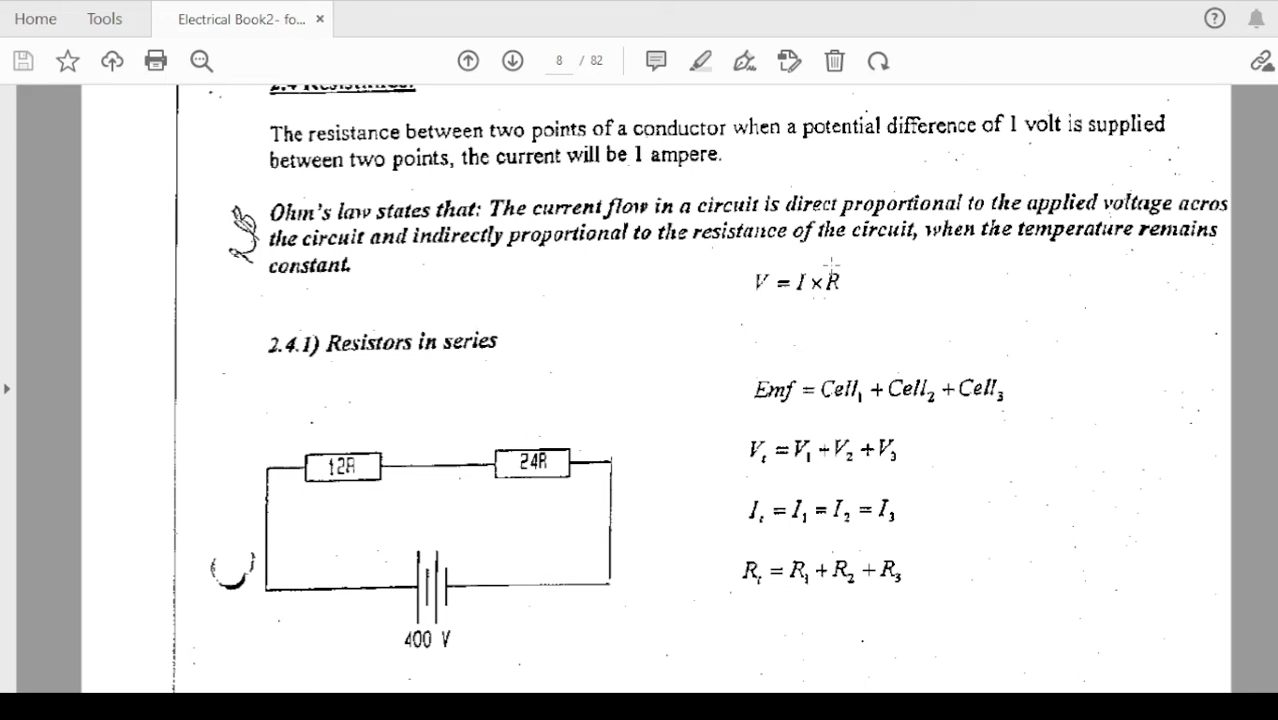 Home Tools Electrical Book2- fo... ×
8 / 82
2.4 Resistance:
The resistance between two points of a conductor when a potential difference of 1 volt is supplied
between two points, the current will be 1 ampere.
Ohm's law states that: The current flow in a circuit is direct proportional to the applied voltage acros
the circuit and indirectly proportional to the resistance of the circuit, when the temperature remains
constant.
V = I × R
2.4.1) Resistors in series
Emf = Cell₁ + Cell₂ + Cell₃
Vₜ = V₁ + V₂ + V₃
12R 24R
Iₜ = I₁ = I₂ = I₃
Rₜ = R₁ + R₂ + R₃
400 V